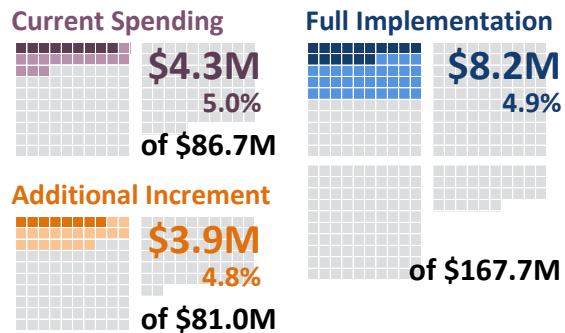 Current Spending
$4.3M
5.0%
of $86.7M
Additional Increment
$3.9M
4.8%
of $81.0M
Full Implementation
$8.2M
4.9%
of $167.7M